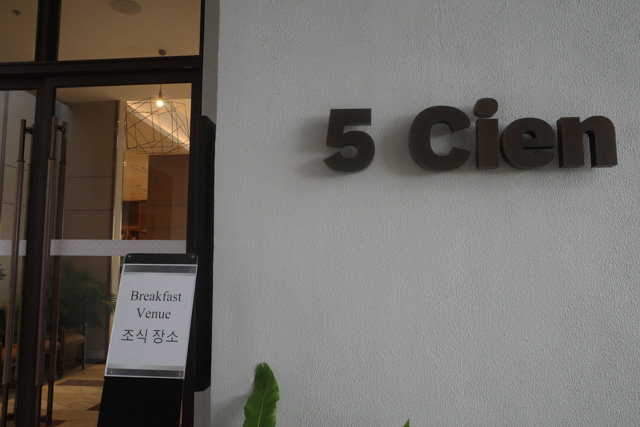 5 Cien
Breakfast
Venue
조식 장소